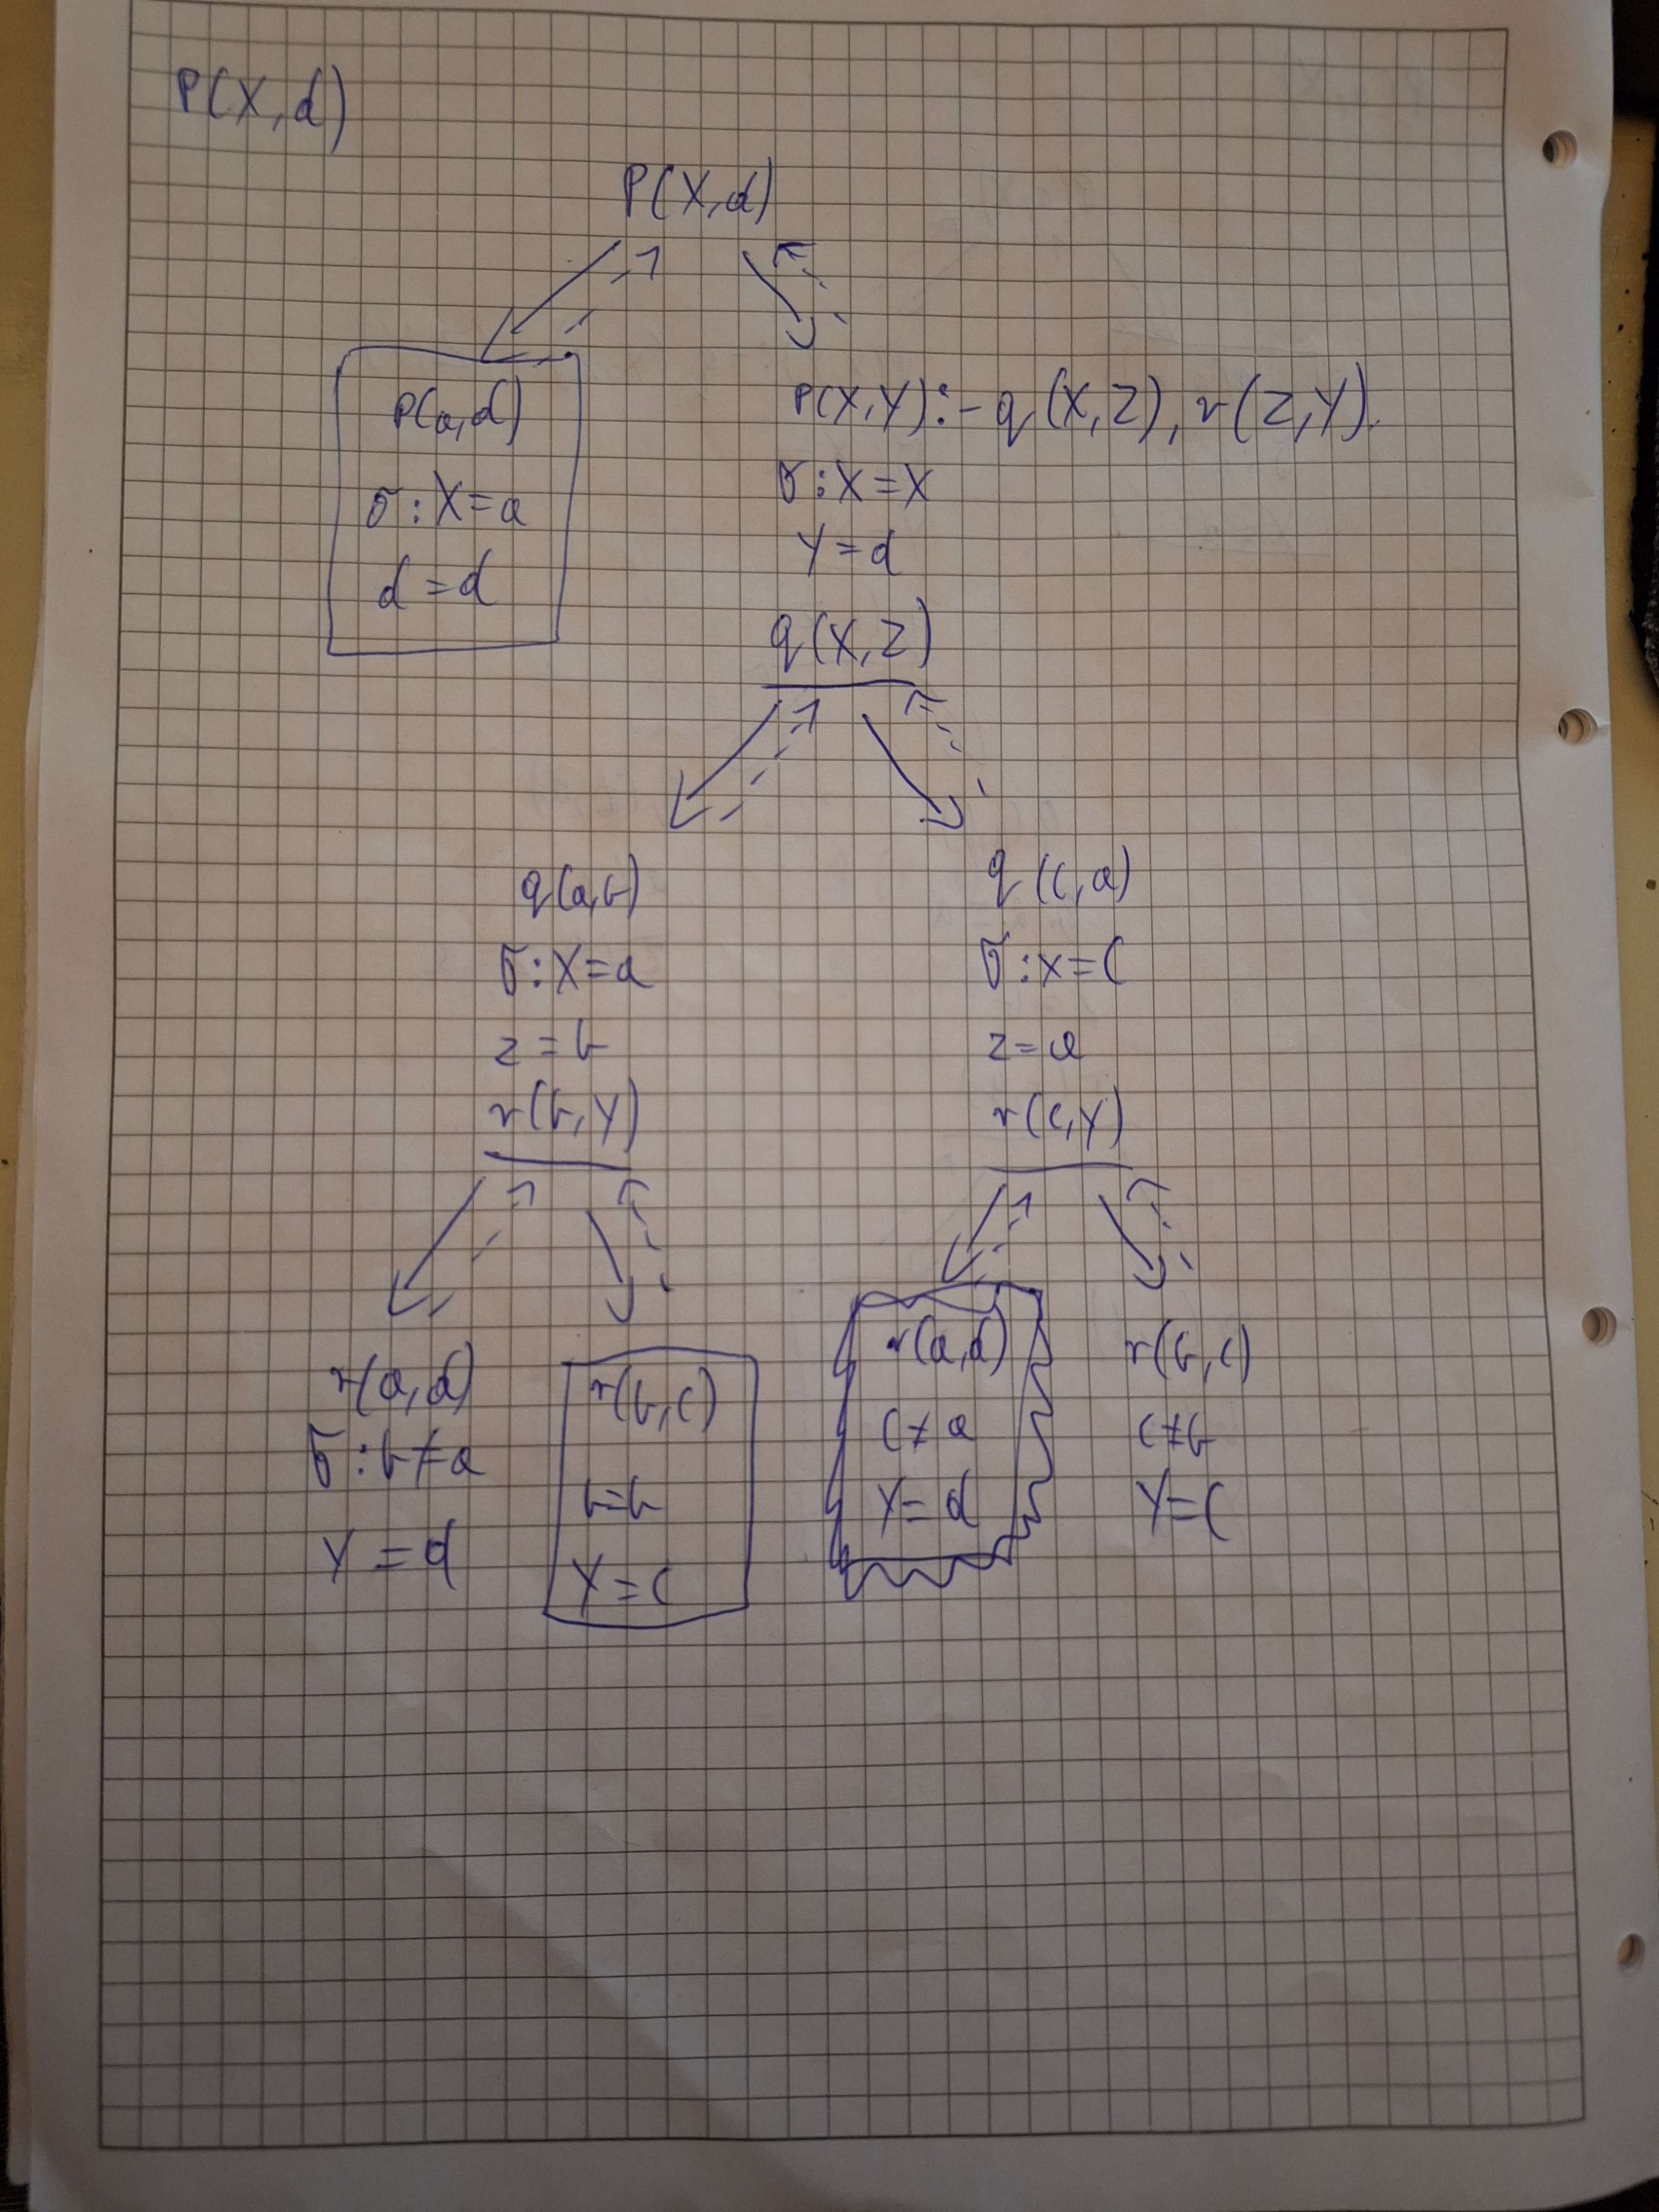 P(X,d)
P(X,d)
P(a,d)
σ: X=a
d=d
P(X,Y):-q(X,Z),r(Z,Y).
σ: X=X
Y=d
q(X,Z)
q(a,b)
σ: X=a
z=b
r(b,Y)
q(c,a)
σ: x=c
z=a
r(c,Y)
r(a,d)
σ: b≠a
Y=d
r(b,c)
b=b
Y=c
r(a,d)
c≠a
Y=d
r(b,c)
c≠b
Y=c